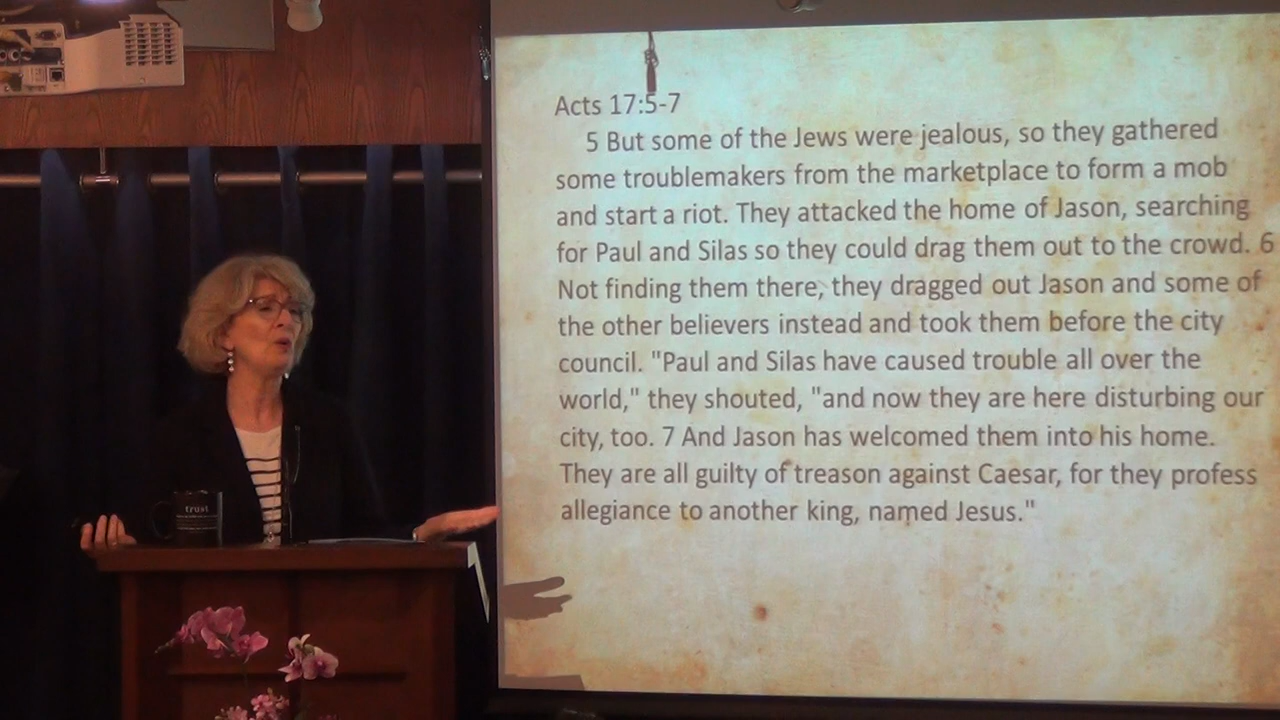 Acts 17:5-7
5 But some of the Jews were jealous, so they gathered
some troublemakers from the marketplace to form a mob
and start a riot. They attacked the home of Jason, searching
for Paul and Silas so they could drag them out to the crowd. 6
Not finding them there, they dragged out Jason and some of
the other believers instead and took them before the city
council. "Paul and Silas have caused trouble all over the
world," they shouted, "and now they are here disturbing our
city, too. 7 And Jason has welcomed them into his home.
They are all guilty of treason against Caesar, for they profess
allegiance to another king, named Jesus."
trust